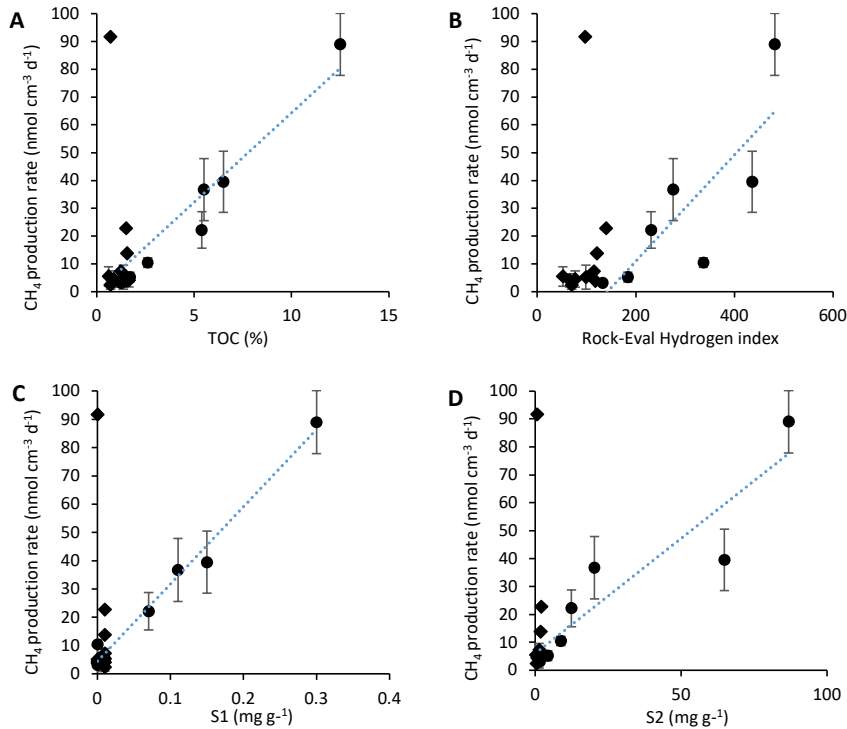 A
CH₄ production rate (nmol cm⁻³ d⁻¹)
100
90
80
70
60
50
40
30
20
10
0
0 5 10 15
TOC (%)
B
CH₄ production rate (nmol cm⁻³ d⁻¹)
100
90
80
70
60
50
40
30
20
10
0
0 200 400 600
Rock-Eval Hydrogen index
C
CH₄ production rate (nmol cm⁻³ d⁻¹)
100
90
80
70
60
50
40
30
20
10
0
0 0.1 0.2 0.3 0.4
S1 (mg g⁻¹)
D
CH₄ production rate (nmol cm⁻³ d⁻¹)
100
90
80
70
60
50
40
30
20
10
0
0 50 100
S2 (mg g⁻¹)